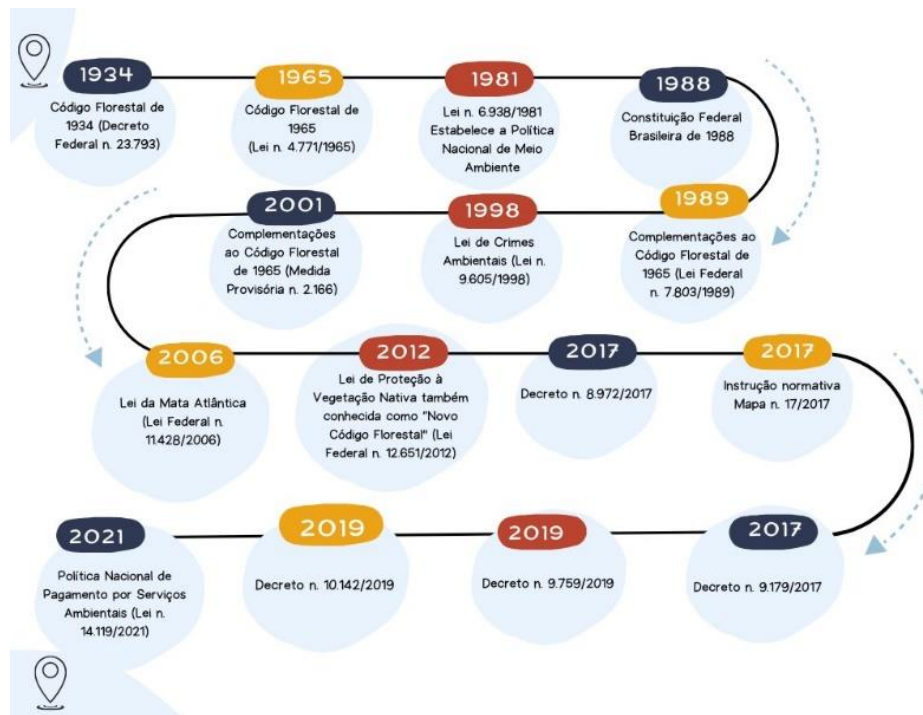 1934
Código Florestal de
1934 (Decreto
Federal n. 23.793)
1965
Código Florestal de
1965
(Lei n. 4.771/1965)
1981
Lei n. 6.938/1981
Estabelece a Política
Nacional de Meio
Ambiente
1988
Constituição Federal
Brasileira de 1988
1989
Complementações ao
Código Florestal de
1965 (Lei Federal
n. 7.803/1989)
1998
Lei de Crimes
Ambientais (Lei n.
9.605/1998)
2001
Complementações
ao Código Florestal
de 1965 (Medida
Provisória n. 2.166)
2006
Lei da Mata Atlântica
(Lei Federal n.
11.428/2006)
2012
Lei de Proteção à
Vegetação Nativa também
conhecida como "Novo
Código Florestal" (Lei
Federal n. 12.651/2012)
2017
Decreto n. 8.972/2017
2017
Instrução normativa
Mapa n. 17/2017
2017
Decreto n. 9.179/2017
2019
Decreto n. 9.759/2019
2019
Decreto n. 10.142/2019
2021
Política Nacional de
Pagamento por Serviços
Ambientais (Lei n.
14.119/2021)